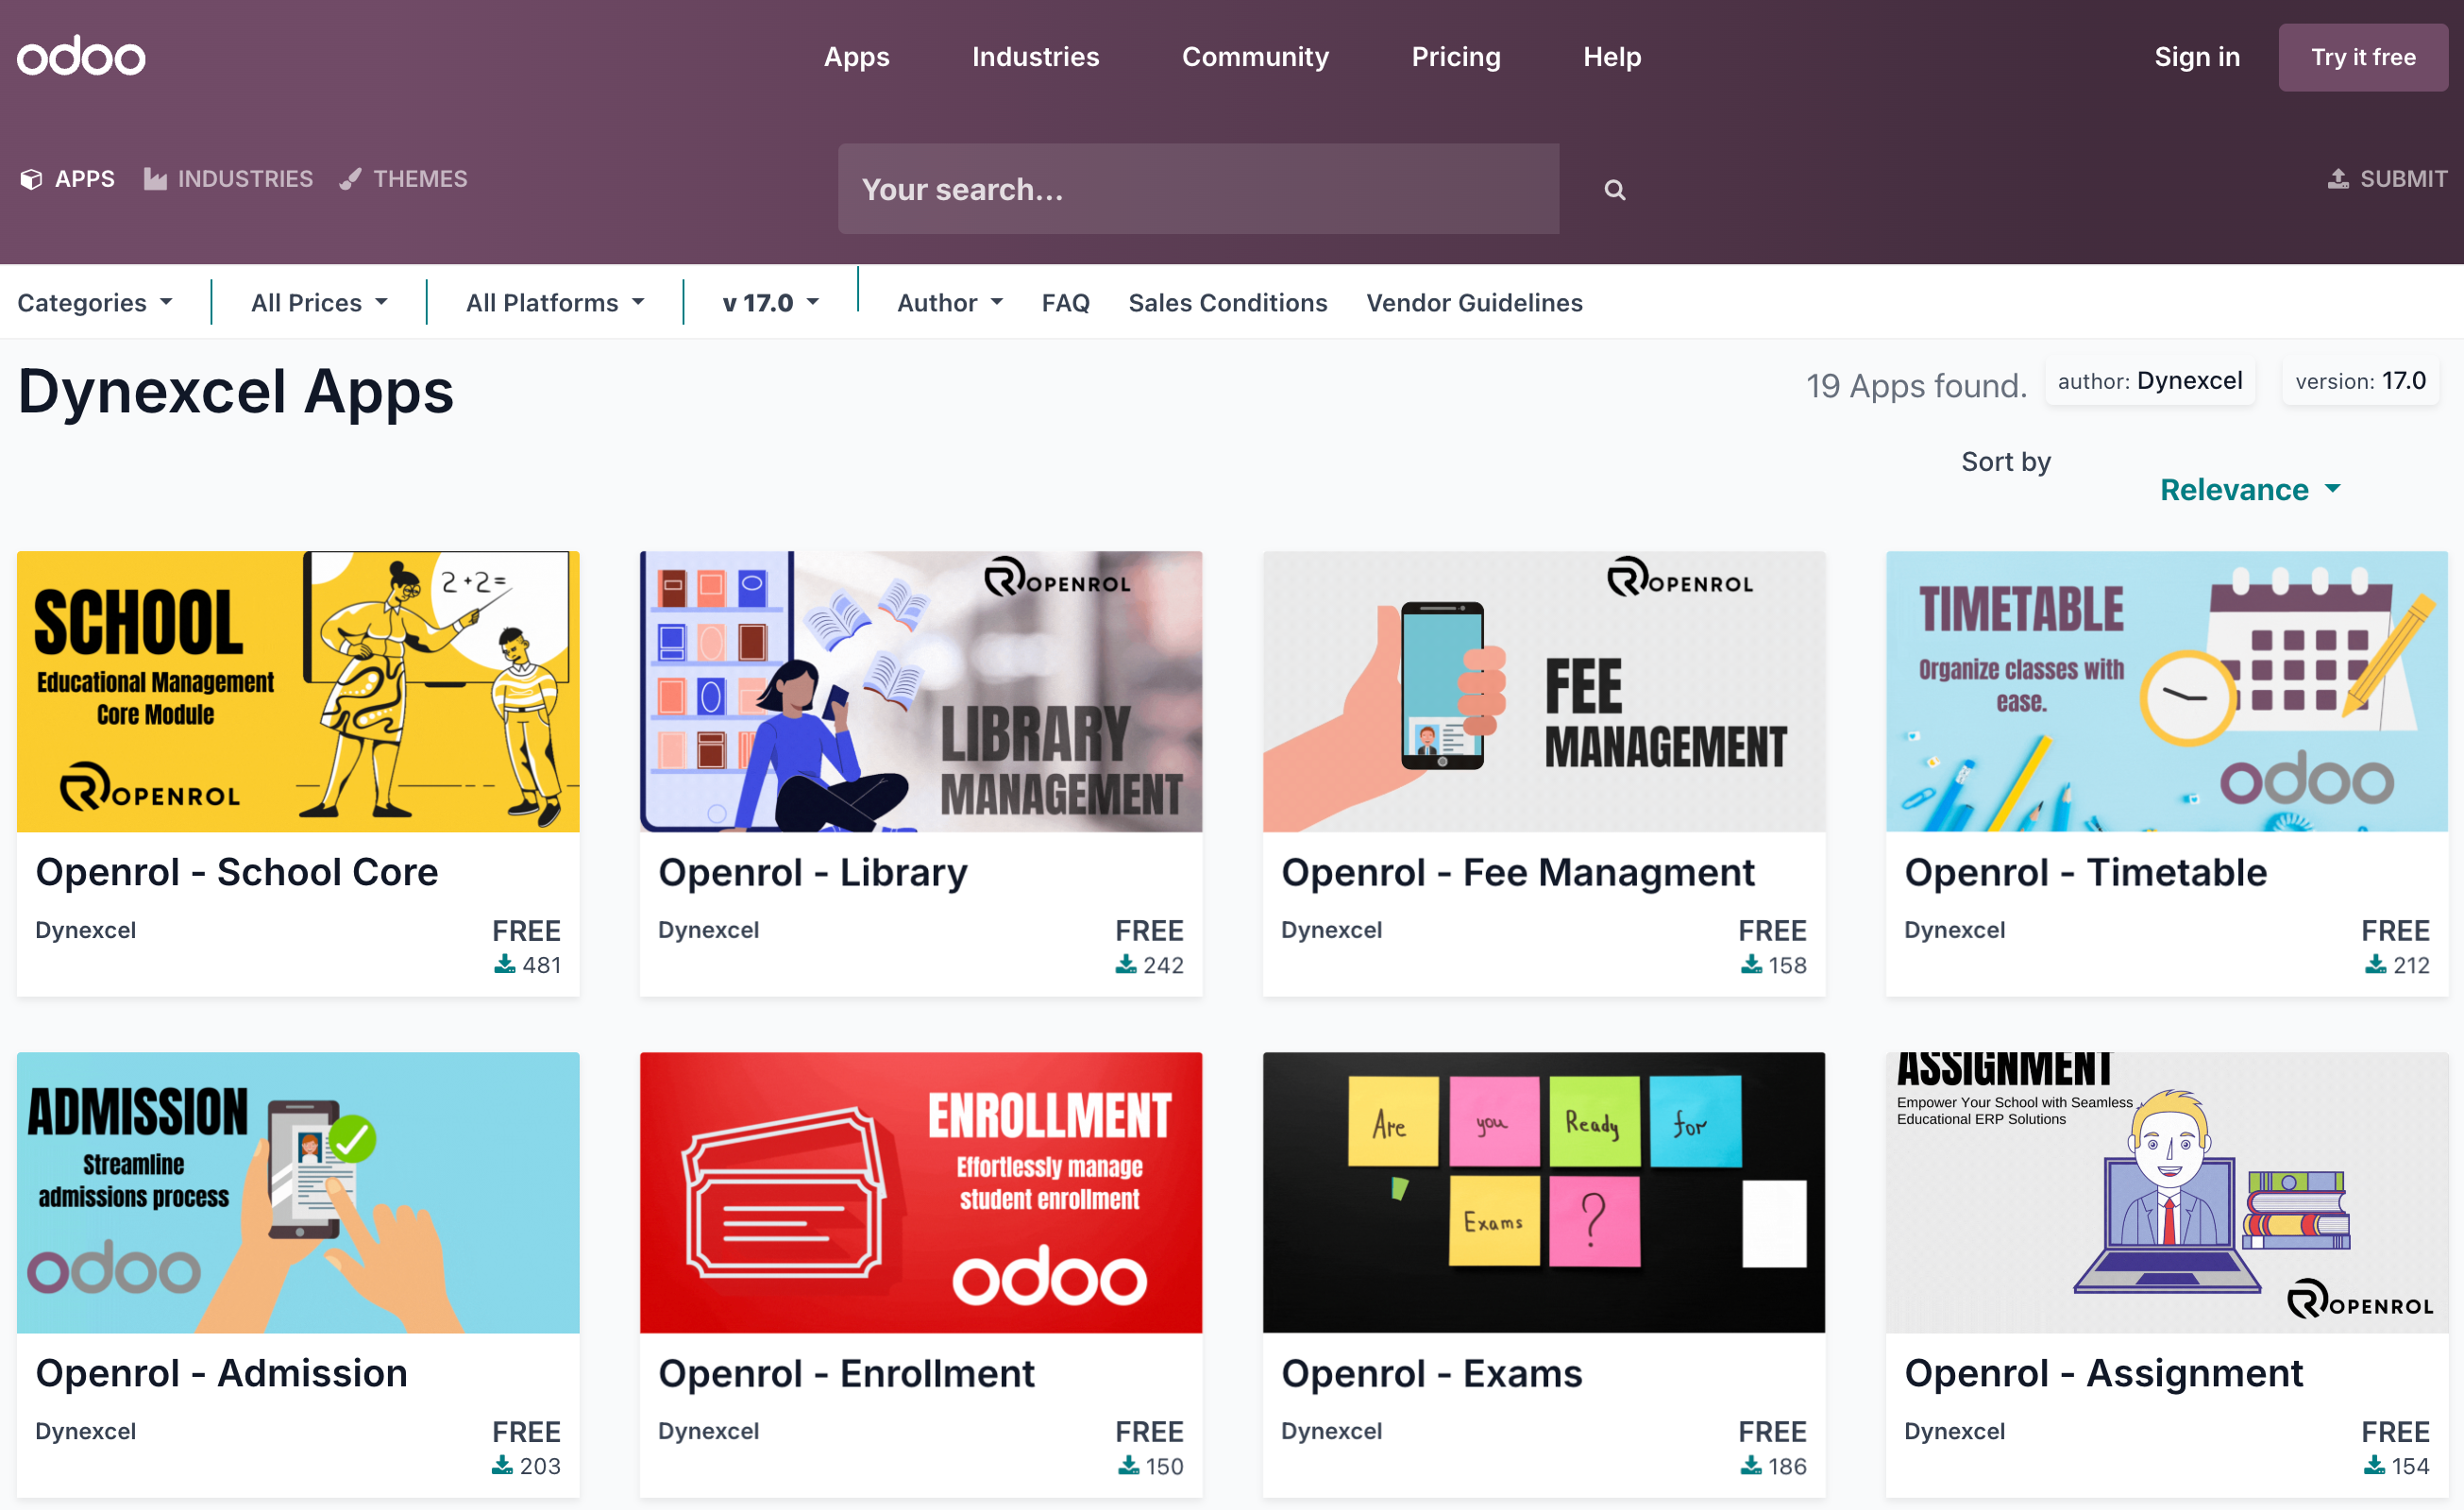 odoo
Apps Industries Community Pricing Help
Sign in Try it free
APPS INDUSTRIES THEMES
Your search...
SUBMIT
Categories All Prices All Platforms v 17.0 Author FAQ Sales Conditions Vendor Guidelines
Dynexcel Apps
19 Apps found. author: Dynexcel version: 17.0
Sort by
Relevance
SCHOOL
Educational Management
Core Module
OPENROL
2+2=
Openrol - School Core
Dynexcel FREE
481
OPENROL
LIBRARY
MANAGEMENT
Openrol - Library
Dynexcel FREE
242
OPENROL
FEE
MANAGEMENT
Openrol - Fee Managment
Dynexcel FREE
158
TIMETABLE
Organize classes with
ease.
odoo
Openrol - Timetable
Dynexcel FREE
212
ADMISSION
Streamline
admissions process
odoo
Openrol - Admission
Dynexcel FREE
203
ENROLLMENT
Effortlessly manage
student enrollment
odoo
Openrol - Enrollment
Dynexcel FREE
150
Are you Ready for
Exams ?
Openrol - Exams
Dynexcel FREE
186
ASSIGNMENT
Empower Your School with Seamless
Educational ERP Solutions
OPENROL
Openrol - Assignment
Dynexcel FREE
154